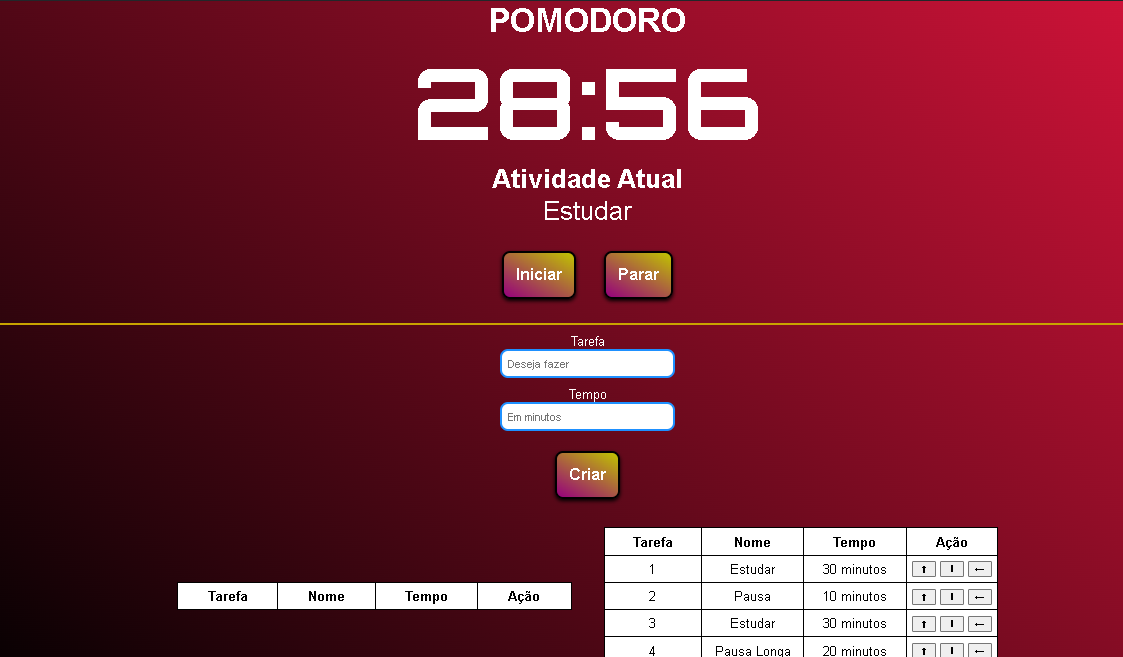 POMODORO
28:56
Atividade Atual
Estudar
Iniciar Parar
Tarefa
Deseja fazer
Tempo
Em minutos
Criar
Tarefa Nome Tempo Ação
Tarefa Nome Tempo Ação
1 Estudar 30 minutos ⬆ ⬇ ←
2 Pausa 10 minutos ⬆ ⬇ ←
3 Estudar 30 minutos ⬆ ⬇ ←
4 Pausa Longa 20 minutos ⬆ ⬇ ←